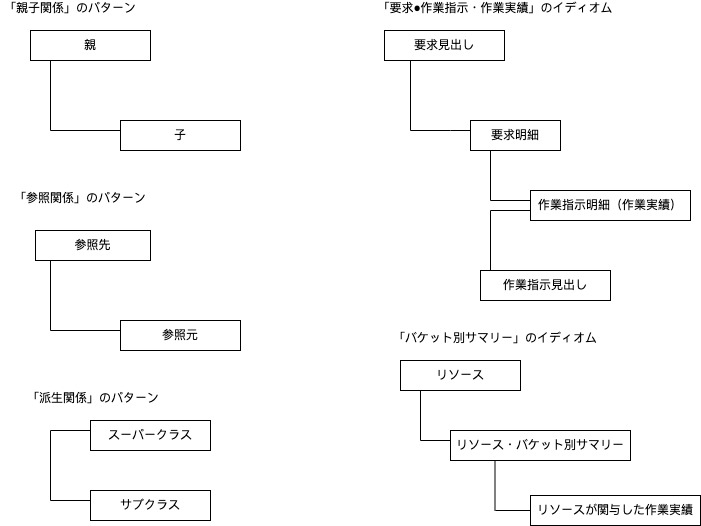 「親子関係」のパターン
親
子
「参照関係」のパターン
参照先
参照元
「派生関係」のパターン
スーパークラス
サブクラス
「要求●作業指示・作業実績」のイディオム
要求見出し
要求明細
作業指示明細（作業実績）
作業指示見出し
「バケット別サマリー」のイディオム
リソース
リソース・バケット別サマリー
リソースが関与した作業実績